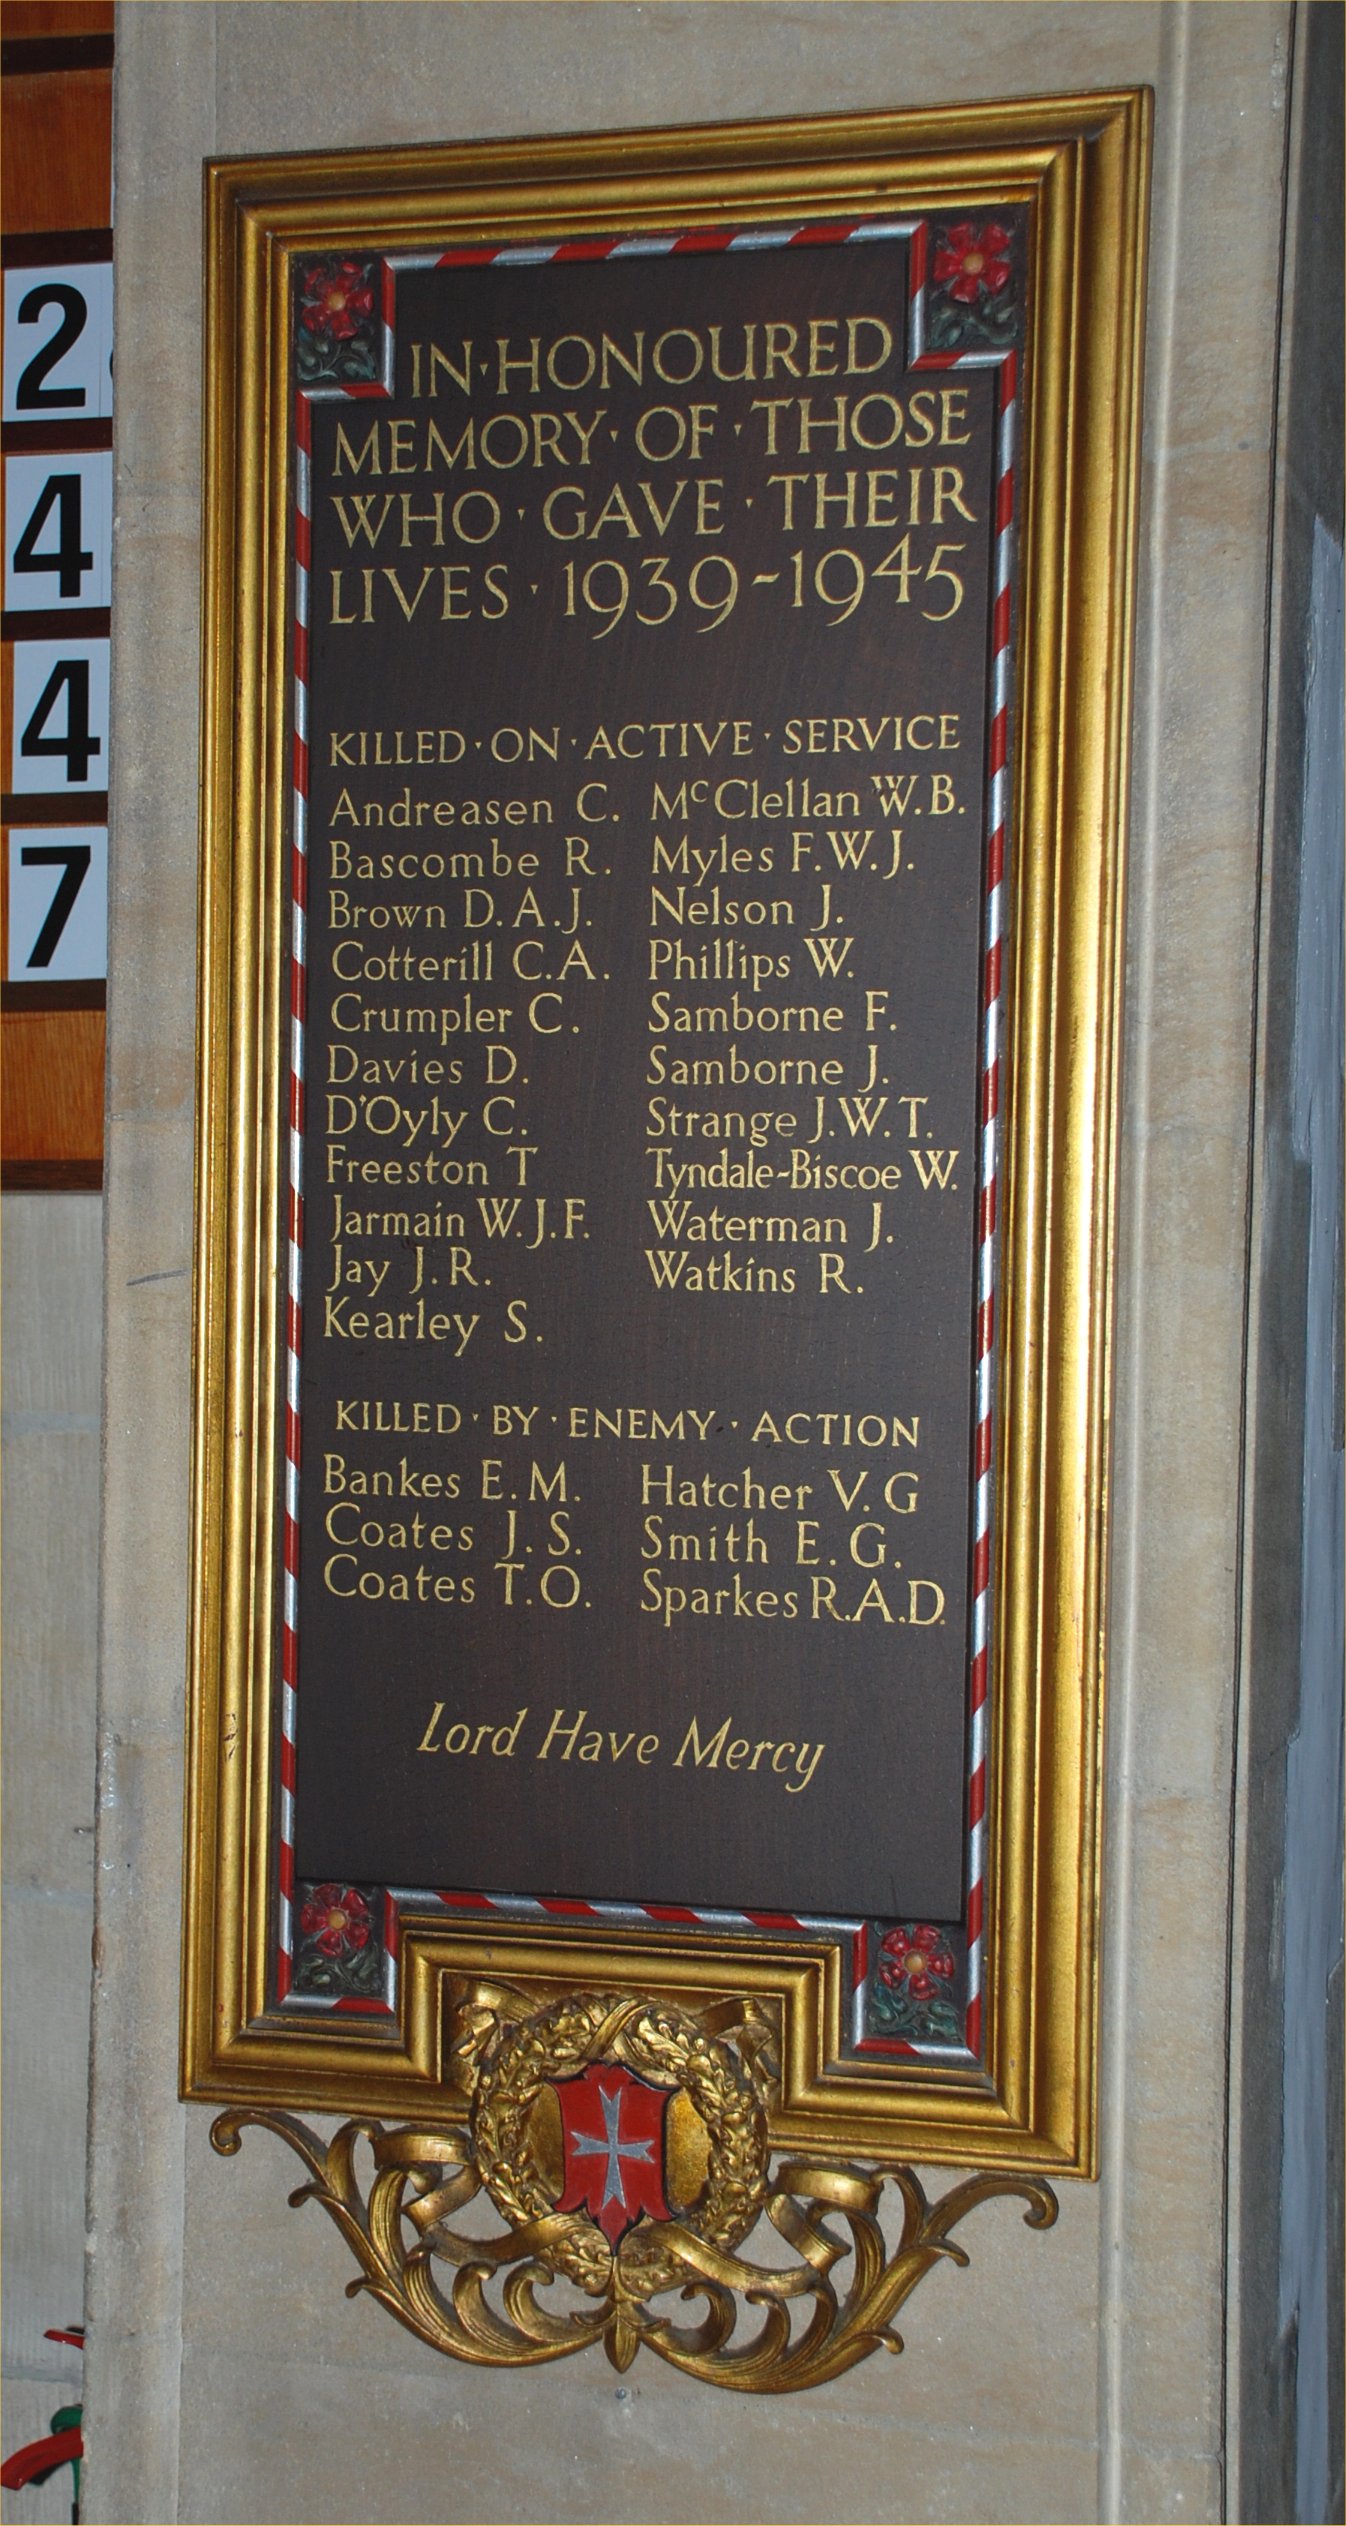 2
4
4
7
IN·HONOURED
MEMORY·OF·THOSE
WHO·GAVE·THEIR
LIVES·1939-1945
KILLED·ON·ACTIVE·SERVICE
Andreasen C. McClellan W.B.
Bascombe R. Myles F.W.J.
Brown D.A.J. Nelson J.
Cotterill C.A. Phillips W.
Crumpler C. Samborne F.
Davies D. Samborne J.
D'Oyly C. Strange J.W.T.
Freeston T Tyndale-Biscoe W.
Jarmain W.J.F. Waterman J.
Jay J.R. Watkins R.
Kearley S.
KILLED·BY·ENEMY·ACTION
Bankes E.M. Hatcher V.G
Coates J.S. Smith E.G.
Coates T.O. Sparkes R.A.D.
Lord Have Mercy